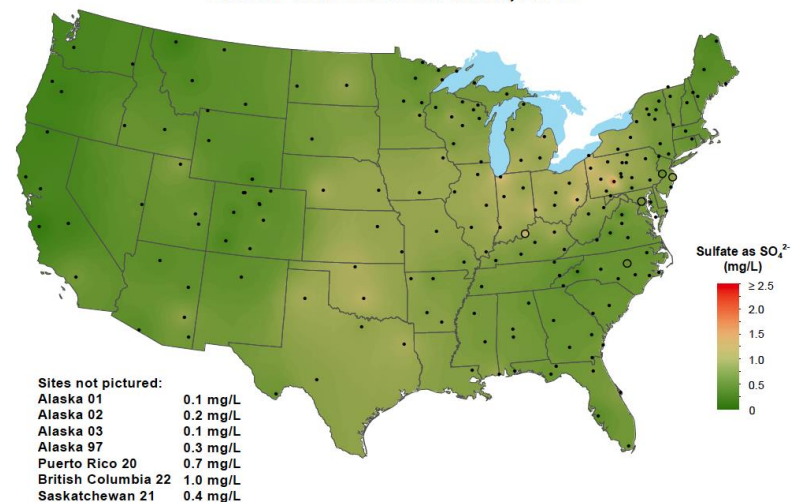 Sulfate as SO₄²⁻
(mg/L)
≥ 2.5
2.0
1.5
1.0
0.5
0
Sites not pictured:
Alaska 01 0.1 mg/L
Alaska 02 0.2 mg/L
Alaska 03 0.1 mg/L
Alaska 97 0.3 mg/L
Puerto Rico 20 0.7 mg/L
British Columbia 22 1.0 mg/L
Saskatchewan 21 0.4 mg/L